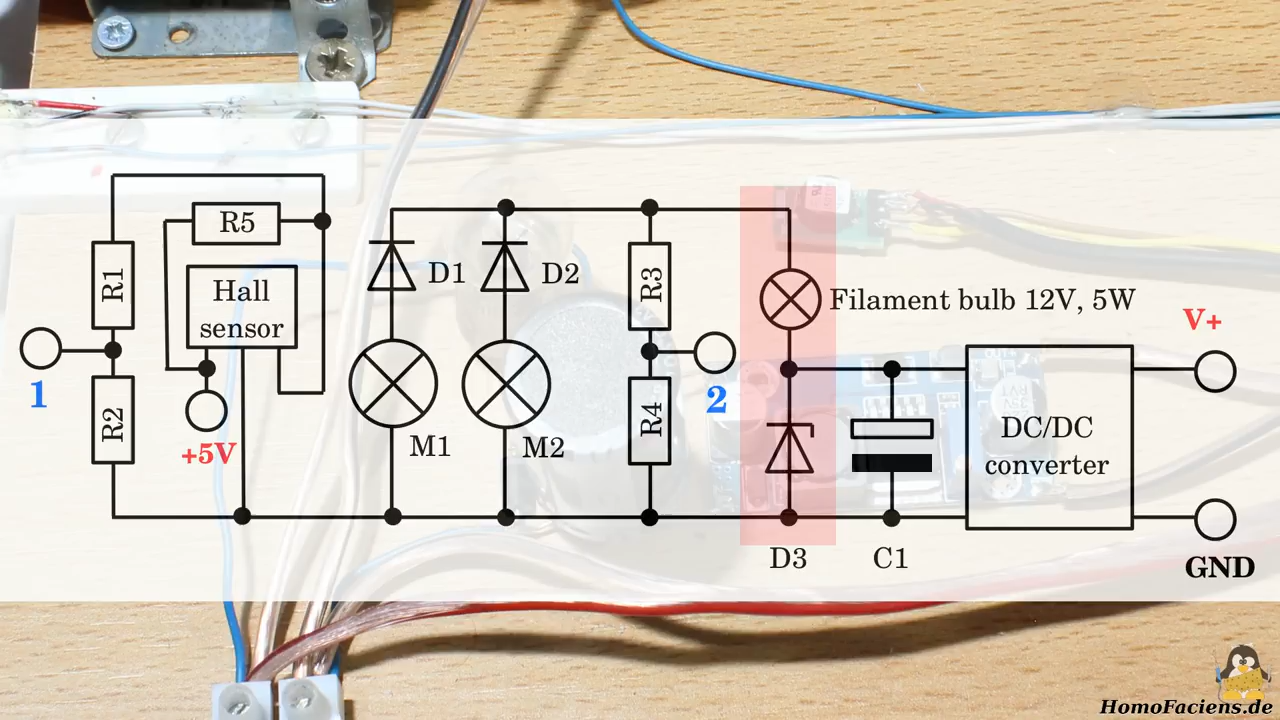 R5
R1
Hall
sensor
D1
D2
R3
Filament bulb 12V, 5W
V+
1
R2
+5V
M1
M2
R4
2
DC/DC
converter
D3
C1
GND
HomoFaciens.de